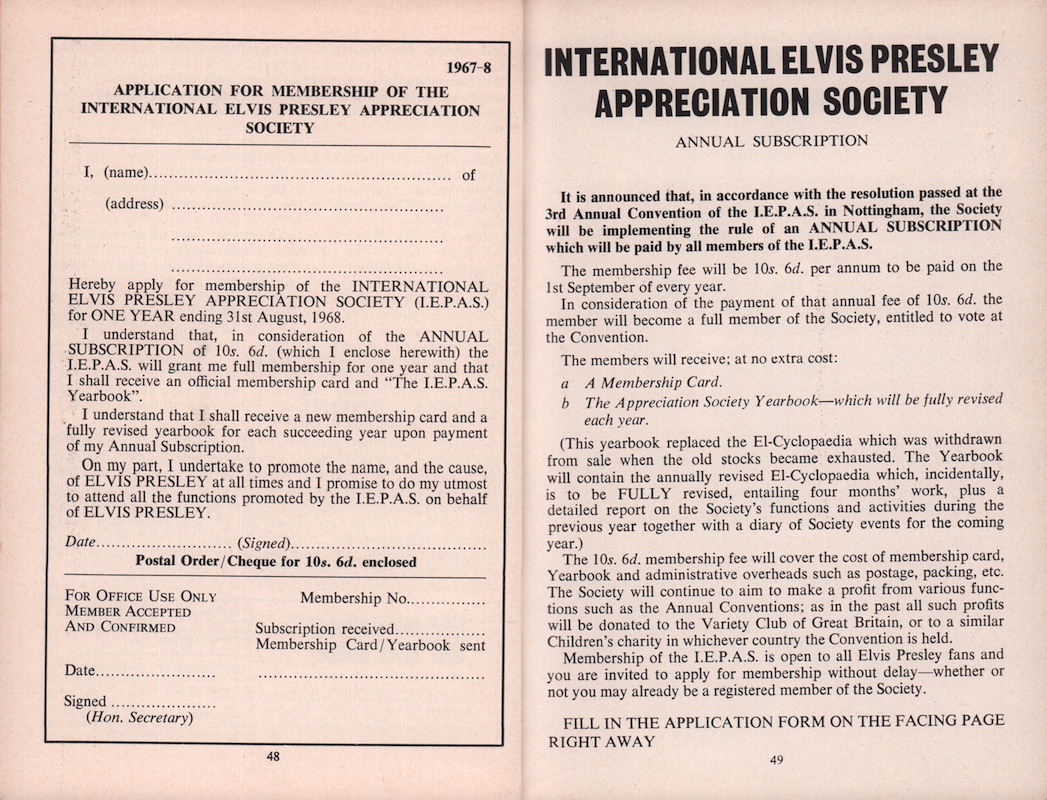 1967-8
APPLICATION FOR MEMBERSHIP OF THE
INTERNATIONAL ELVIS PRESLEY APPRECIATION
SOCIETY
I, (name)............................................................ of
(address) ......................................................
......................................................
......................................................
Hereby apply for membership of the INTERNATIONAL
ELVIS PRESLEY APPRECIATION SOCIETY (I.E.P.A.S.)
for ONE YEAR ending 31st August, 1968.
I understand that, in consideration of the ANNUAL
SUBSCRIPTION of 10s. 6d. (which I enclose herewith) the
I.E.P.A.S. will grant me full membership for one year and that
I shall receive an official membership card and "The I.E.P.A.S.
Yearbook".
I understand that I shall receive a new membership card and a
fully revised yearbook for each succeeding year upon payment
of my Annual Subscription.
On my part, I undertake to promote the name, and the cause,
of ELVIS PRESLEY at all times and I promise to do my utmost
to attend all the functions promoted by the I.E.P.A.S. on behalf
of ELVIS PRESLEY.
Date........................... (Signed).......................................
Postal Order/Cheque for 10s. 6d. enclosed
FOR OFFICE USE ONLY
Membership No...............
MEMBER ACCEPTED
AND CONFIRMED
Subscription received..................
Membership Card/Yearbook sent
Date........................ .............................................
Signed .....................
(Hon. Secretary)
48
INTERNATIONAL ELVIS PRESLEY
APPRECIATION SOCIETY
ANNUAL SUBSCRIPTION
It is announced that, in accordance with the resolution passed at the
3rd Annual Convention of the I.E.P.A.S. in Nottingham, the Society
will be implementing the rule of an ANNUAL SUBSCRIPTION
which will be paid by all members of the I.E.P.A.S.
The membership fee will be 10s. 6d. per annum to be paid on the
1st September of every year.
In consideration of the payment of that annual fee of 10s. 6d. the
member will become a full member of the Society, entitled to vote at
the Convention.
The members will receive; at no extra cost:
a A Membership Card.
b The Appreciation Society Yearbook—which will be fully revised
each year.
(This yearbook replaced the El-Cyclopaedia which was withdrawn
from sale when the old stocks became exhausted. The Yearbook
will contain the annually revised El-Cyclopaedia which, incidentally,
is to be FULLY revised, entailing four months' work, plus a
detailed report on the Society's functions and activities during the
previous year together with a diary of Society events for the coming
year.)
The 10s. 6d. membership fee will cover the cost of membership card,
Yearbook and administrative overheads such as postage, packing, etc.
The Society will continue to aim to make a profit from various func-
tions such as the Annual Conventions; as in the past all such profits
will be donated to the Variety Club of Great Britain, or to a similar
Children's charity in whichever country the Convention is held.
Membership of the I.E.P.A.S. is open to all Elvis Presley fans and
you are invited to apply for membership without delay—whether or
not you may already be a registered member of the Society.
FILL IN THE APPLICATION FORM ON THE FACING PAGE
RIGHT AWAY
49